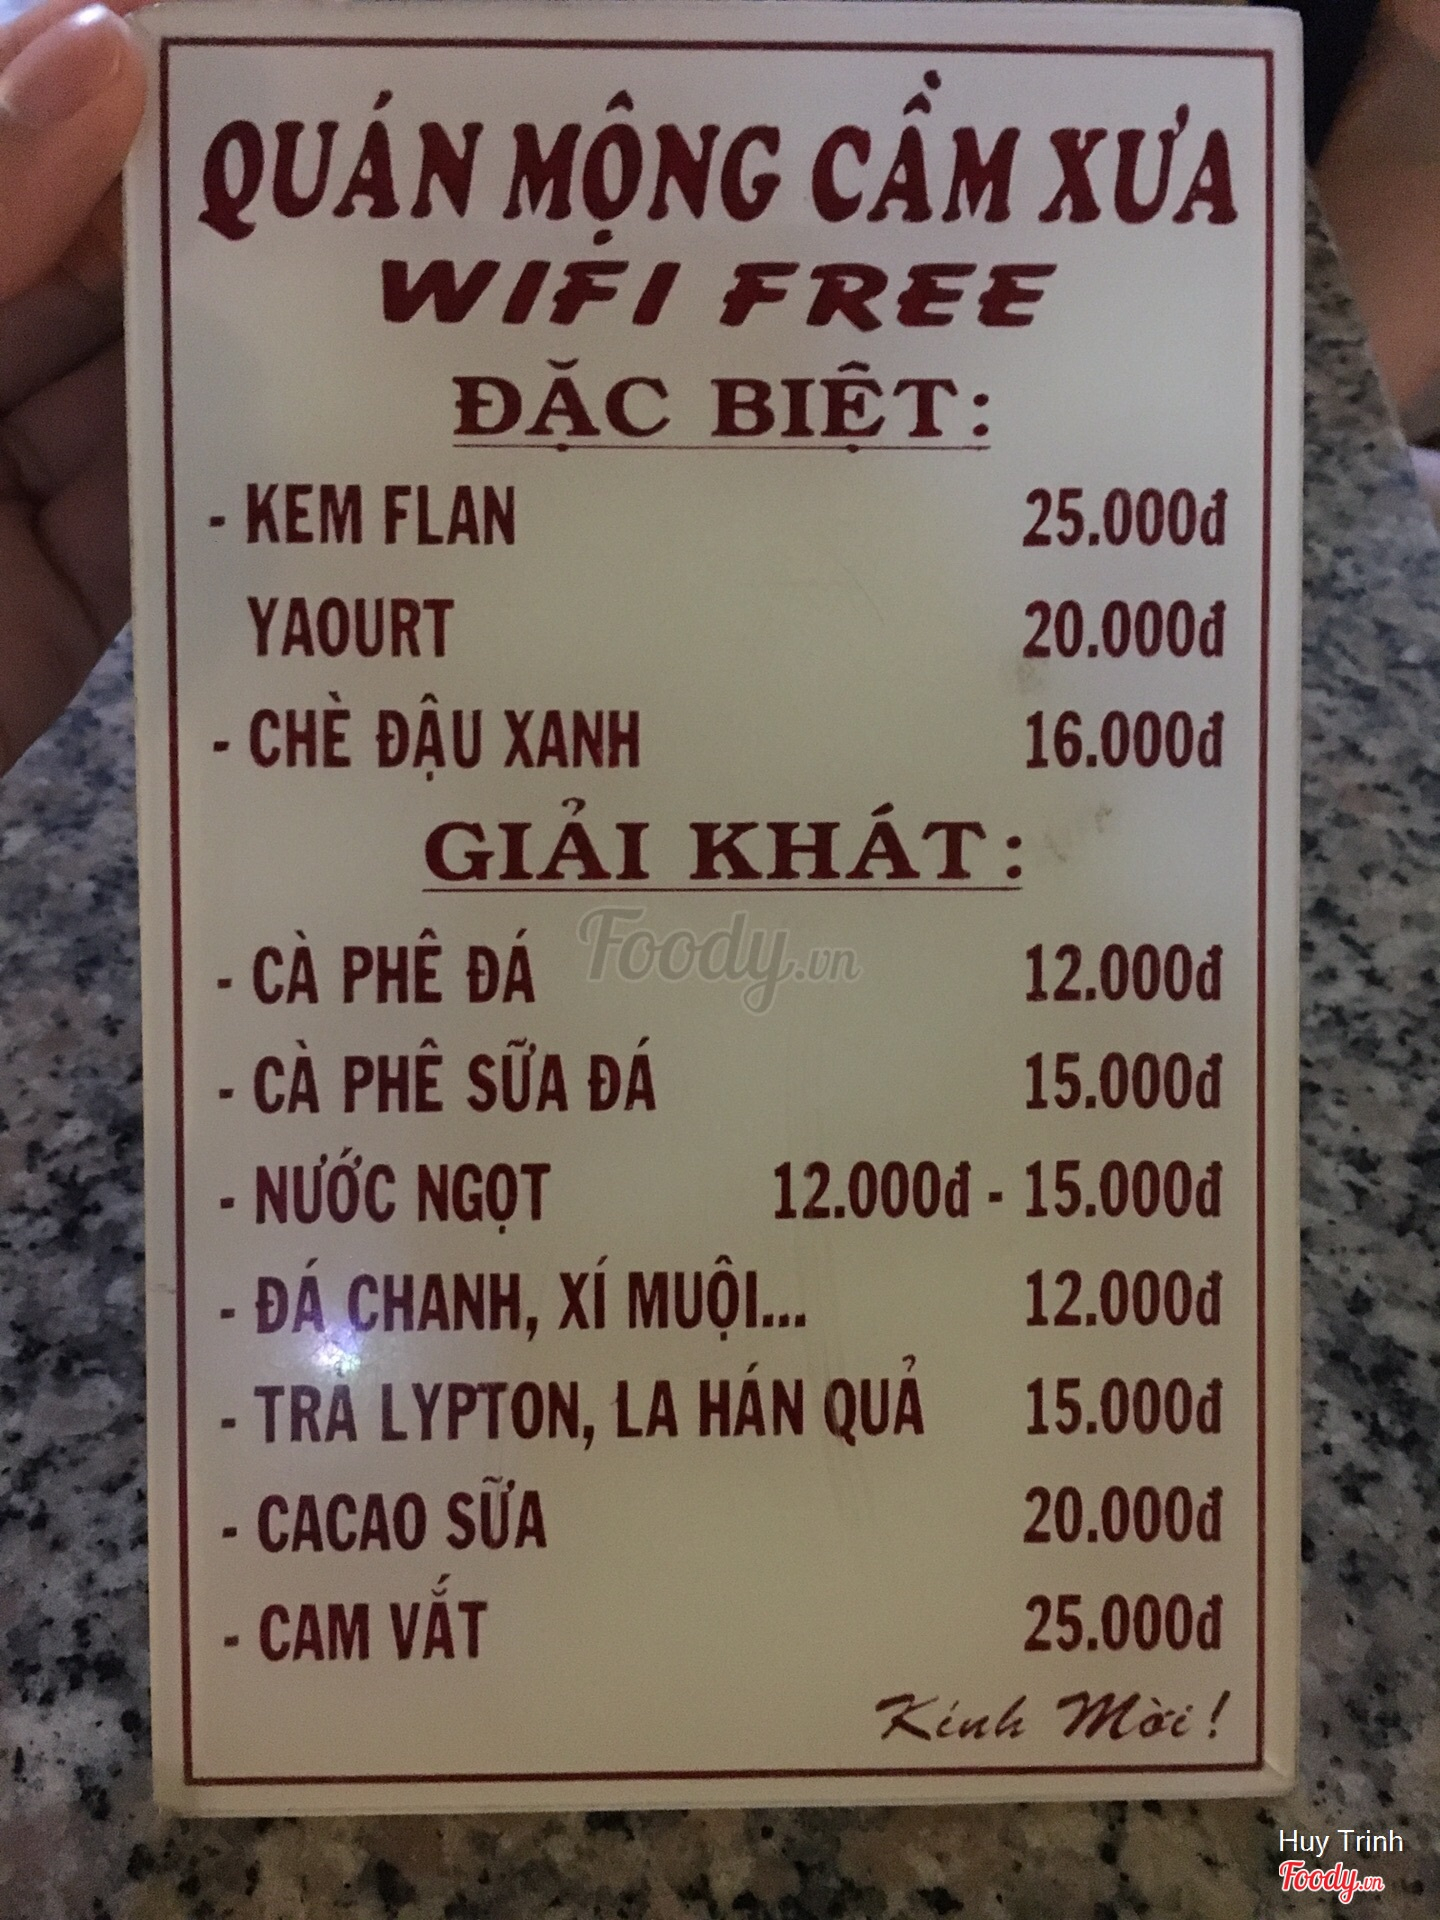 QUÁN MỘNG CẦM XƯA
WIFI FREE
ĐẶC BIỆT:
- KEM FLAN 25.000đ
YAOURT 20.000đ
- CHÈ ĐẬU XANH 16.000đ
GIẢI KHÁT:
Foody.vn
- CÀ PHÊ ĐÁ 12.000đ
- CÀ PHÊ SỮA ĐÁ 15.000đ
- NƯỚC NGỌT 12.000đ - 15.000đ
- ĐÁ CHANH, XÍ MUỘI... 12.000đ
- TRÀ LYPTON, LA HÁN QUẢ 15.000đ
- CACAO SỮA 20.000đ
- CAM VẮT 25.000đ
Kính Mời!
Huy Trinh
Foody.vn